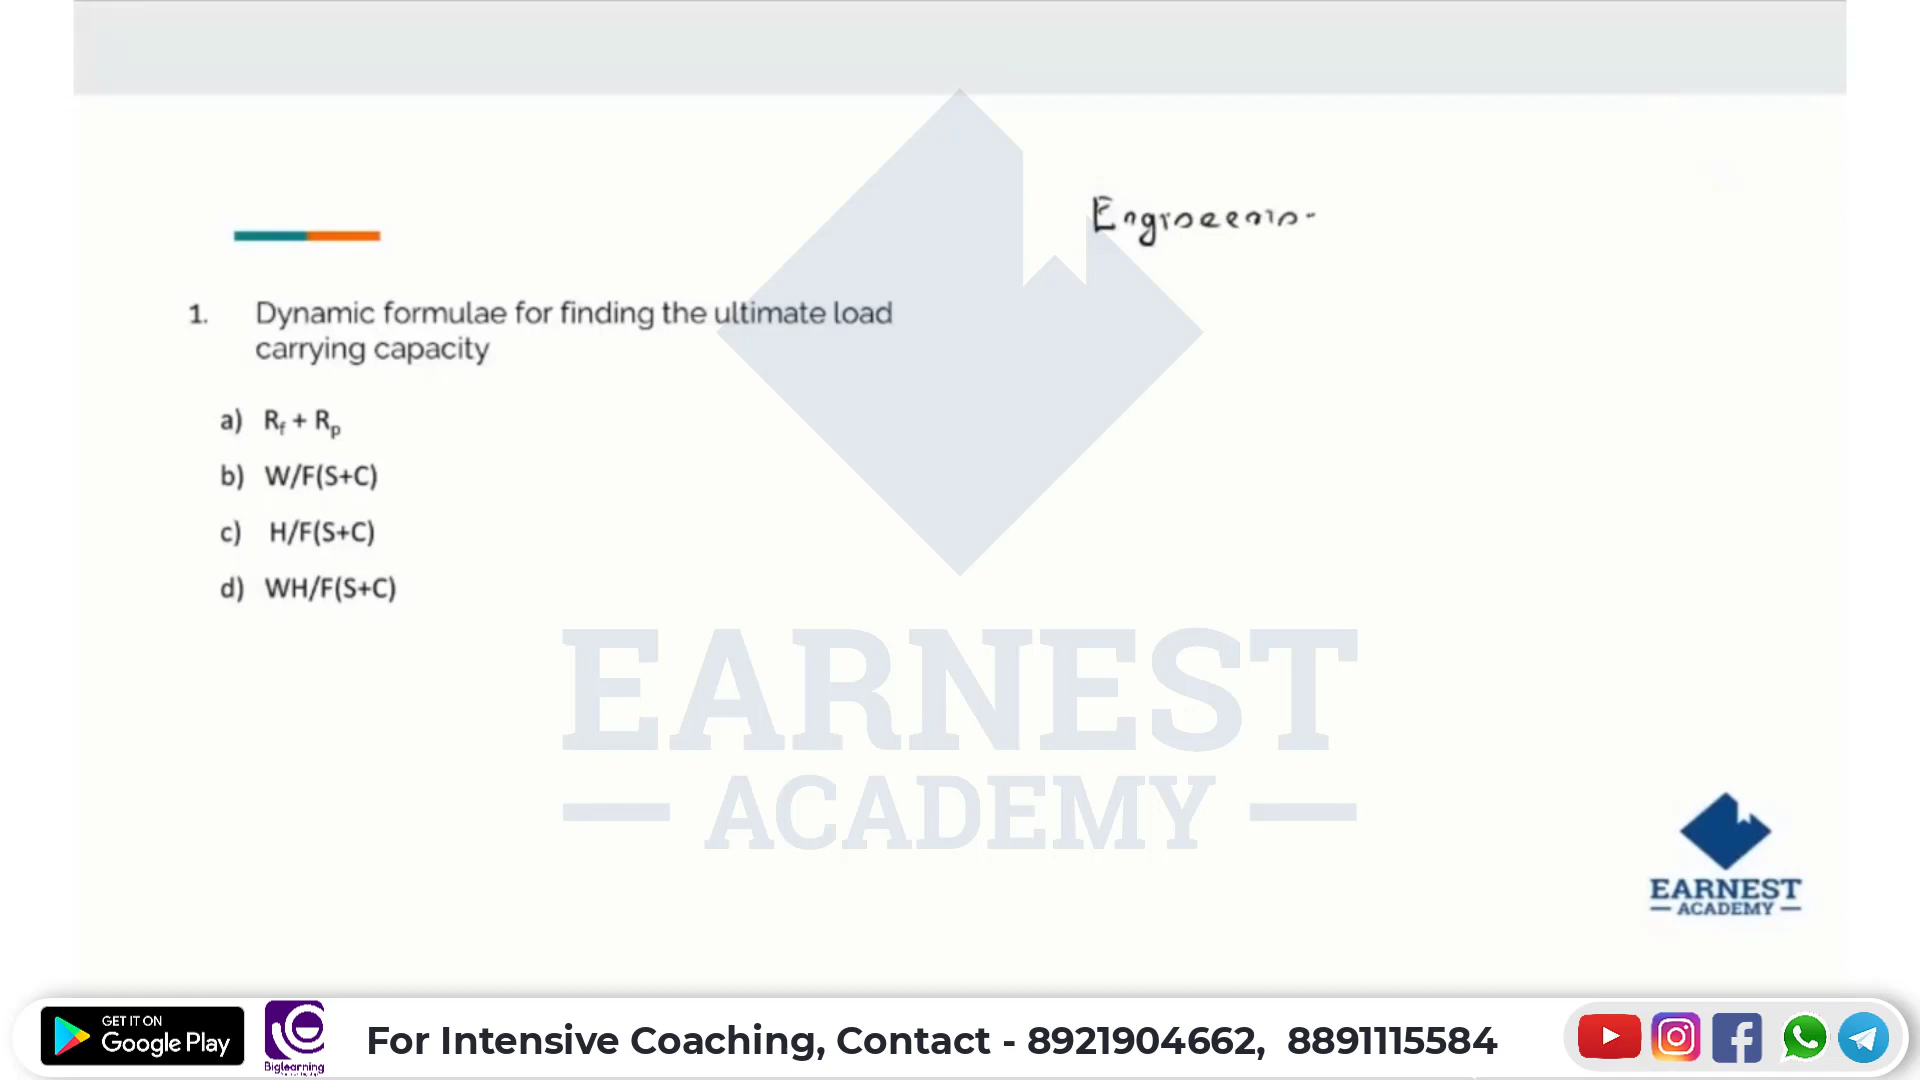 Engineerin-
1. Dynamic formulae for finding the ultimate load
carrying capacity
a) Rf + Rp
b) W/F(S+C)
c) H/F(S+C)
d) WH/F(S+C)
EARNEST
ACADEMY
EARNEST
ACADEMY
GET IT ON
Google Play
Biglearning
For Intensive Coaching, Contact - 8921904662, 8891115584